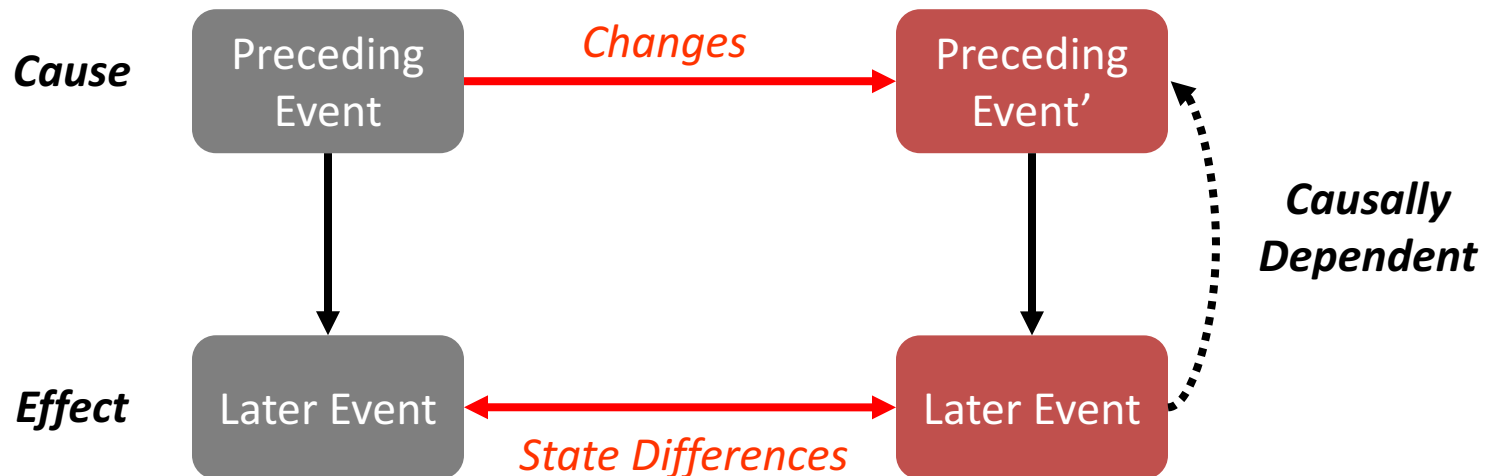 Cause
Preceding
Event
Changes
Preceding
Event’
Causally
Dependent
Effect
Later Event
State Differences
Later Event